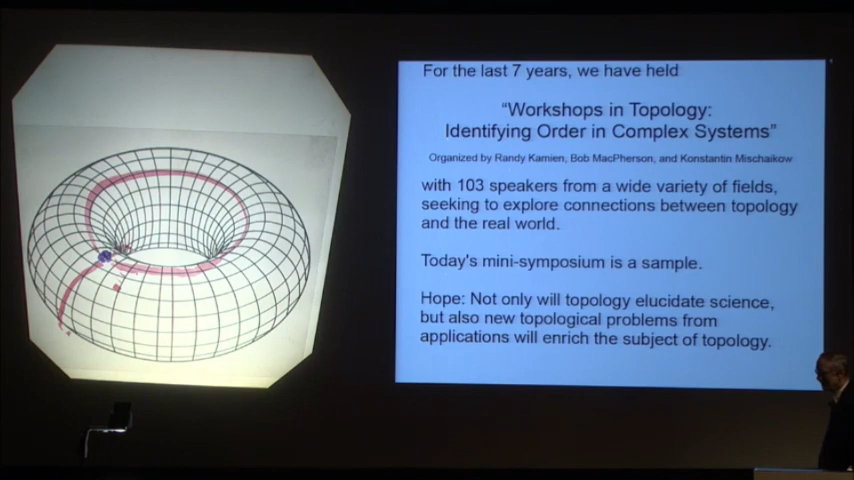 For the last 7 years, we have held
“Workshops in Topology:
Identifying Order in Complex Systems”
Organized by Randy Kamien, Bob MacPherson, and Konstantin Mischaikow
with 103 speakers from a wide variety of fields,
seeking to explore connections between topology
and the real world.
Today's mini-symposium is a sample.
Hope: Not only will topology elucidate science,
but also new topological problems from
applications will enrich the subject of topology.